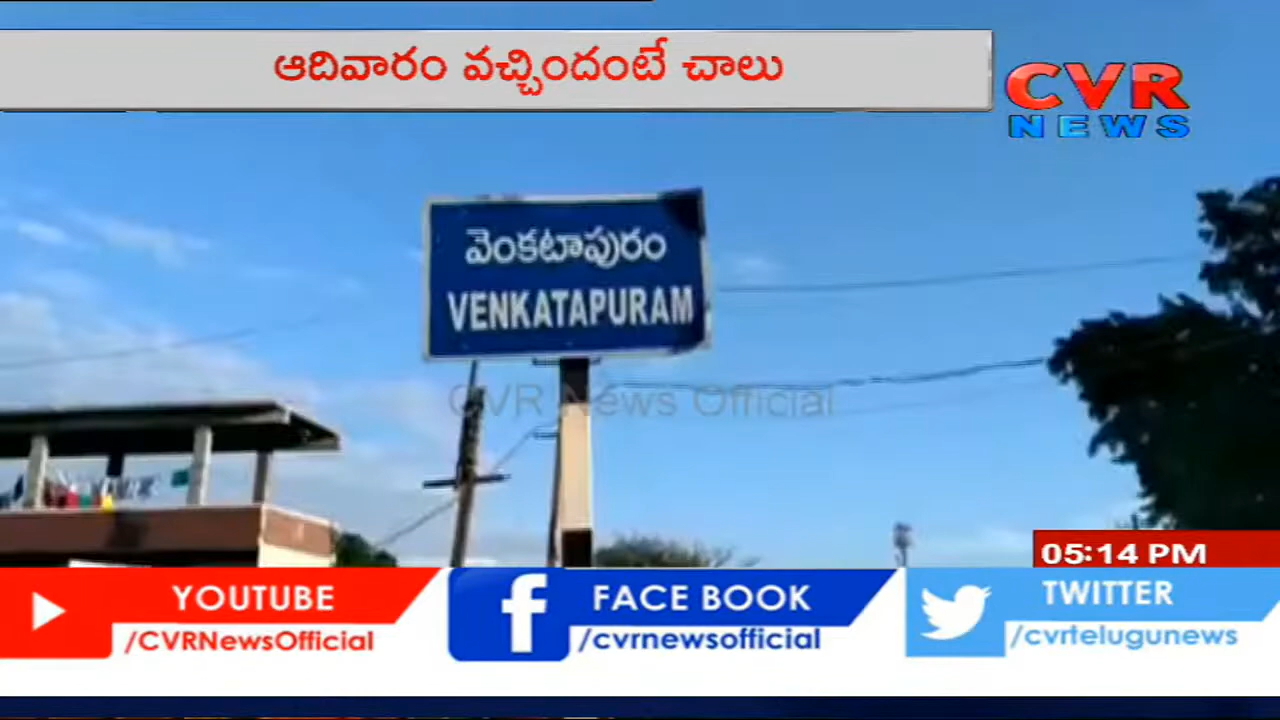 ఆదివారం వచ్చిందంటే చాలు
CVR
NEWS
వెంకటాపురం
VENKATAPURAM
CVR News Official
05:14 PM
YOUTUBE
/CVRNewsOfficial
FACE BOOK
/cvrnewsofficial
TWITTER
/cvrtelugunews